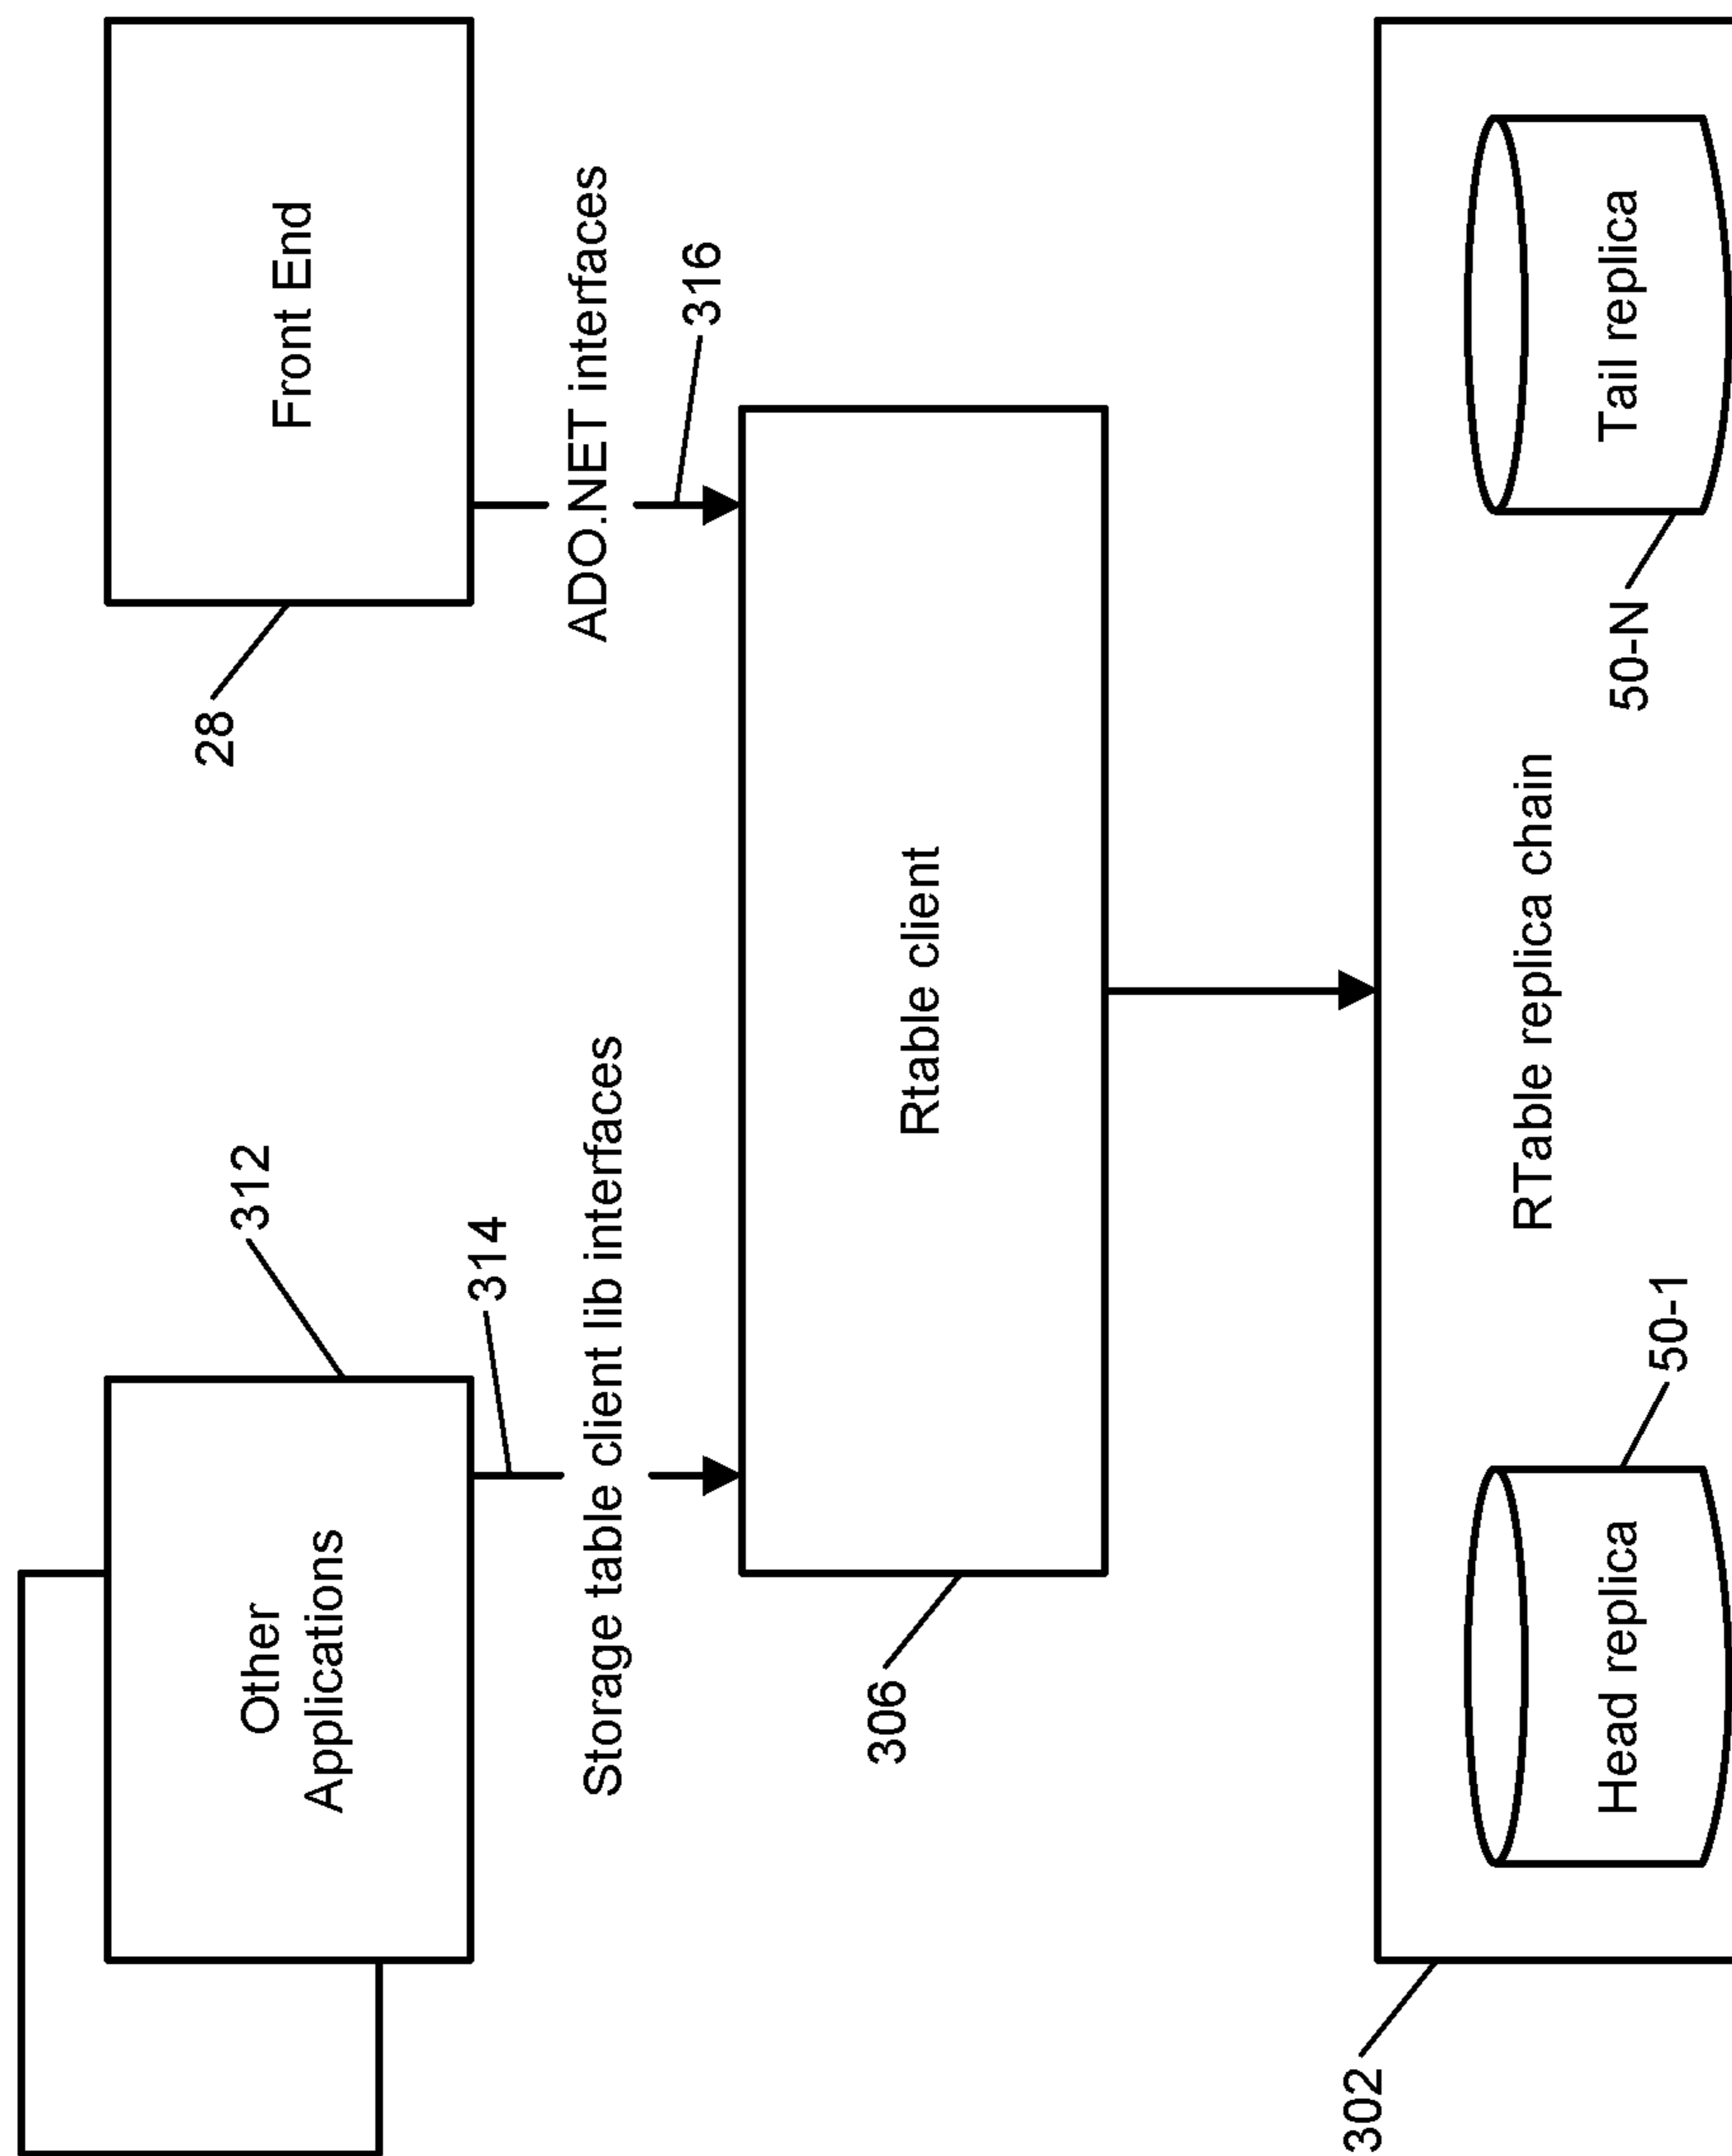 Other
Applications
312
28
Front End
314
Storage table client lib interfaces
ADO.NET interfaces
316
306
Rtable client
302
RTable replica chain
Head replica
50-1
50-N
Tail replica